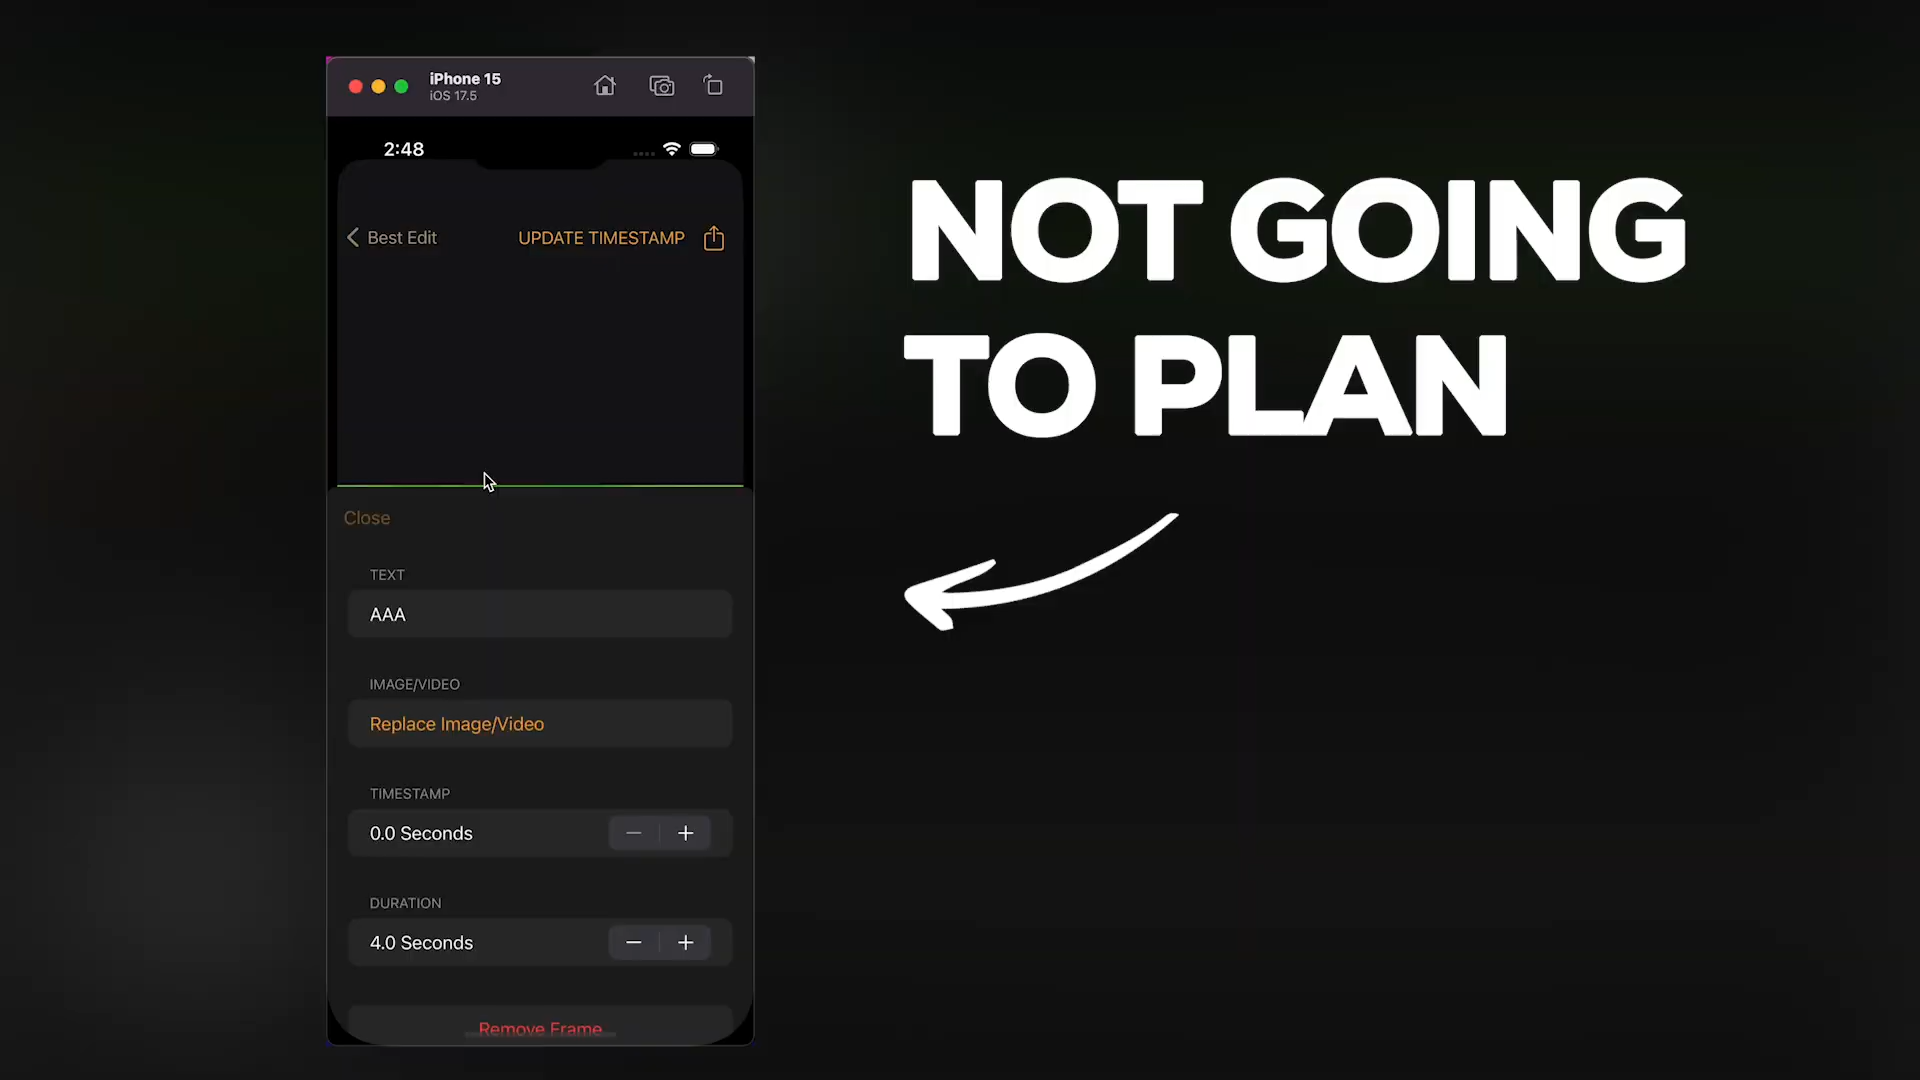 iPhone 15
iOS 17.5
2:48
Best Edit
UPDATE TIMESTAMP
Close
TEXT
AAA
IMAGE/VIDEO
Replace Image/Video
TIMESTAMP
0.0 Seconds
DURATION
4.0 Seconds
Remove Frame
NOT GOING
TO PLAN